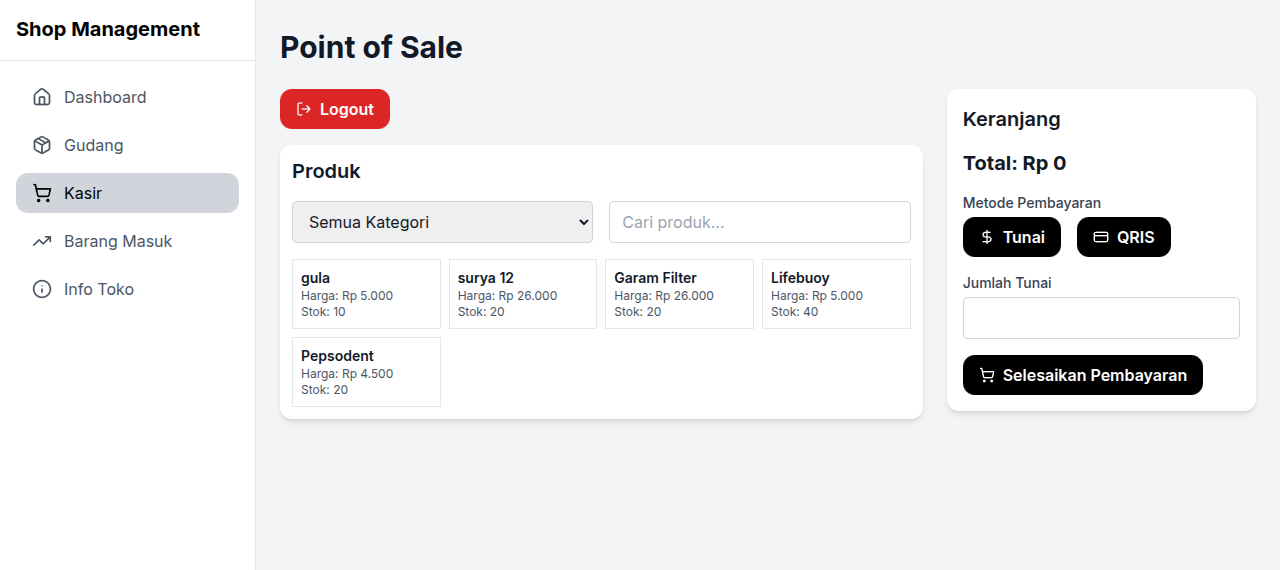 Shop Management
Dashboard
Gudang
Kasir
Barang Masuk
Info Toko
Point of Sale
Logout
Produk
Semua Kategori
Cari produk...
gula
Harga: Rp 5.000
Stok: 10
surya 12
Harga: Rp 26.000
Stok: 20
Garam Filter
Harga: Rp 26.000
Stok: 20
Lifebuoy
Harga: Rp 5.000
Stok: 40
Pepsodent
Harga: Rp 4.500
Stok: 20
Keranjang
Total: Rp 0
Metode Pembayaran
Tunai
QRIS
Jumlah Tunai
Selesaikan Pembayaran